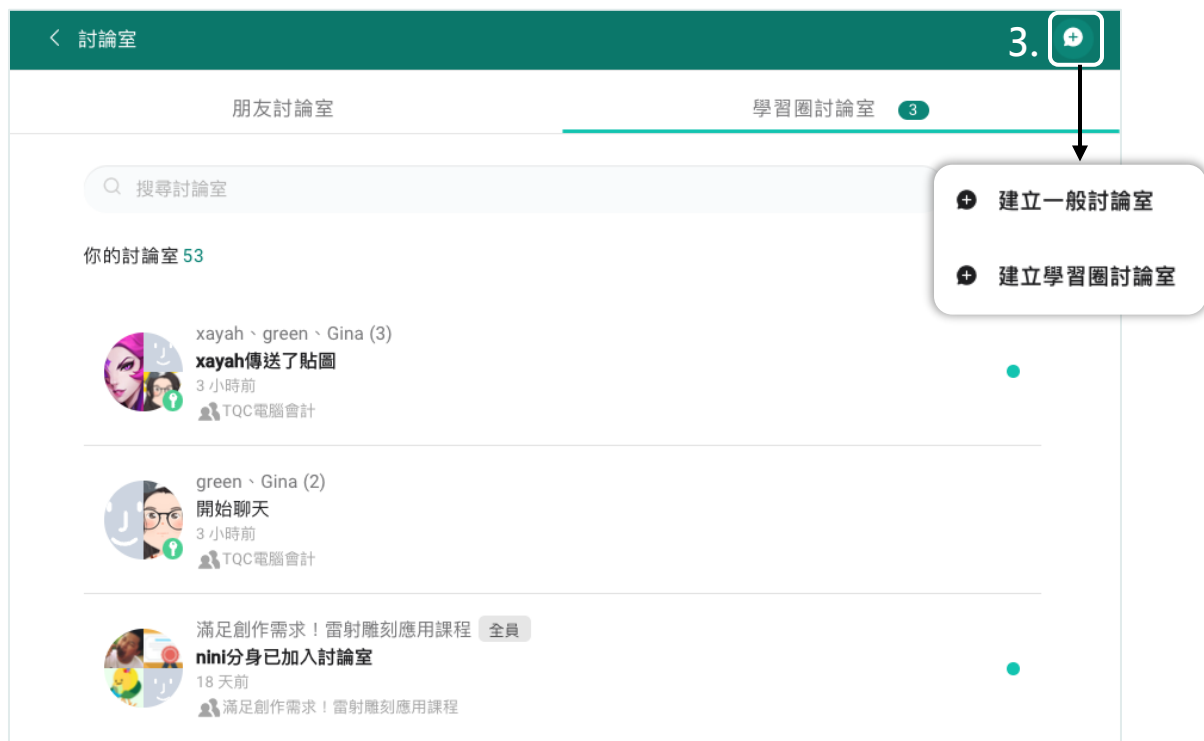 討論室
3.
朋友討論室
學習圈討論室 3
搜尋討論室
建立一般討論室
建立學習圈討論室
你的討論室 53
xayah、green、Gina (3)
xayah傳送了貼圖
3 小時前
TQC電腦會計
green、Gina (2)
開始聊天
3 小時前
TQC電腦會計
滿足創作需求！雷射雕刻應用課程 全員
nini分身已加入討論室
18 天前
滿足創作需求！雷射雕刻應用課程